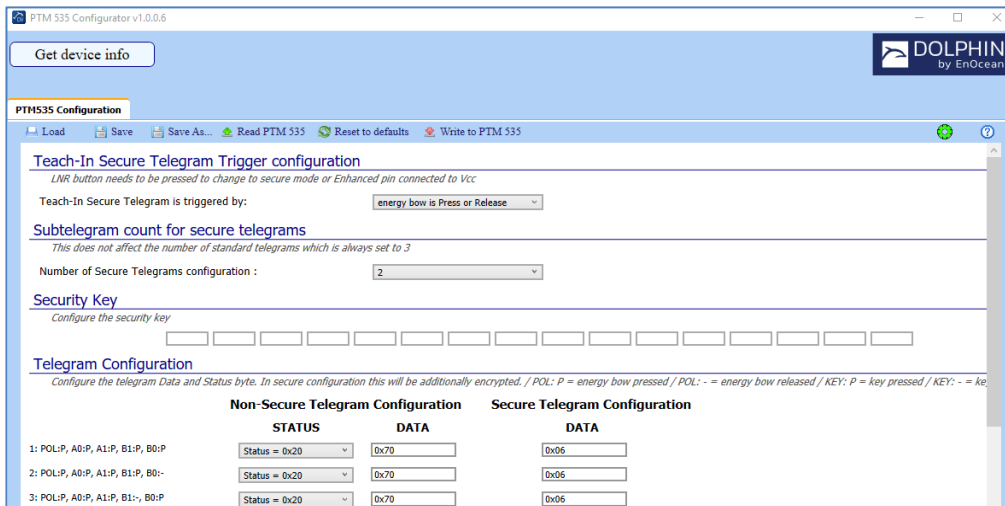 PTM 535 Configurator v1.0.0.6
Get device info
DOLPHIN
by EnOcean
PTM535 Configuration
Load Save Save As... Read PTM 535 Reset to defaults Write to PTM 535
Teach-In Secure Telegram Trigger configuration
LNR button needs to be pressed to change to secure mode or Enhanced pin connected to Vcc
Teach-In Secure Telegram is triggered by: energy bow is Press or Release
Subtelegram count for secure telegrams
This does not affect the number of standard telegrams which is always set to 3
Number of Secure Telegrams configuration : 2
Security Key
Configure the security key
Telegram Configuration
Configure the telegram Data and Status byte. In secure configuration this will be additionally encrypted. / POL: P = energy bow pressed / POL: - = energy bow released / KEY: P = key pressed / KEY: - = ke
Non-Secure Telegram Configuration Secure Telegram Configuration
STATUS DATA DATA
1: POL:P, A0:P, A1:P, B1:P, B0:P Status = 0x20 0x70 0x06
2: POL:P, A0:P, A1:P, B1:P, B0:- Status = 0x20 0x70 0x06
3: POL:P, A0:P, A1:P, B1:-, B0:P Status = 0x20 0x70 0x06